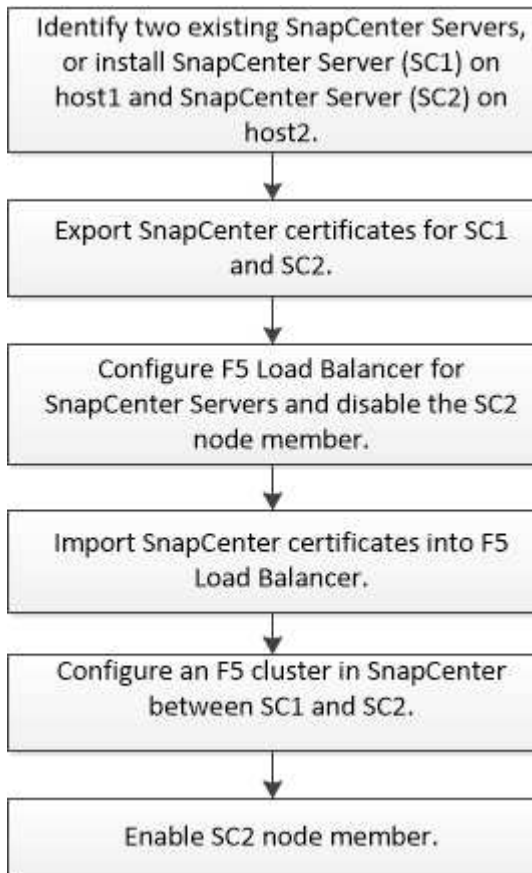 Identify two existing SnapCenter Servers,
or install SnapCenter Server (SC1) on
host1 and SnapCenter Server (SC2) on
host2.
Export SnapCenter certificates for SC1
and SC2.
Configure F5 Load Balancer for
SnapCenter Servers and disable the SC2
node member.
Import SnapCenter certificates into F5
Load Balancer.
Configure an F5 cluster in SnapCenter
between SC1 and SC2.
Enable SC2 node member.